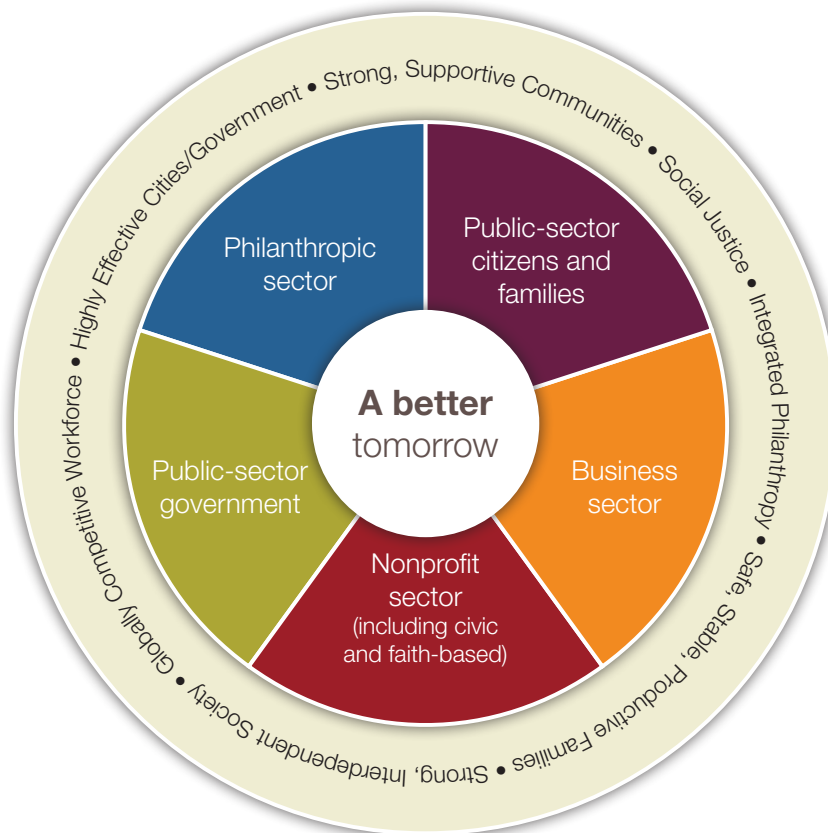 Strong, Supportive Communities • Social Justice • Integrated Philanthropy • Safe, Stable, Productive Families • Strong, Interdependent Society • Globally Competitive Workforce • Highly Effective Cities/Government •
Philanthropic
sector
Public-sector
citizens and
families
A better
tomorrow
Public-sector
government
Business
sector
Nonprofit
sector
(including civic
and faith-based)